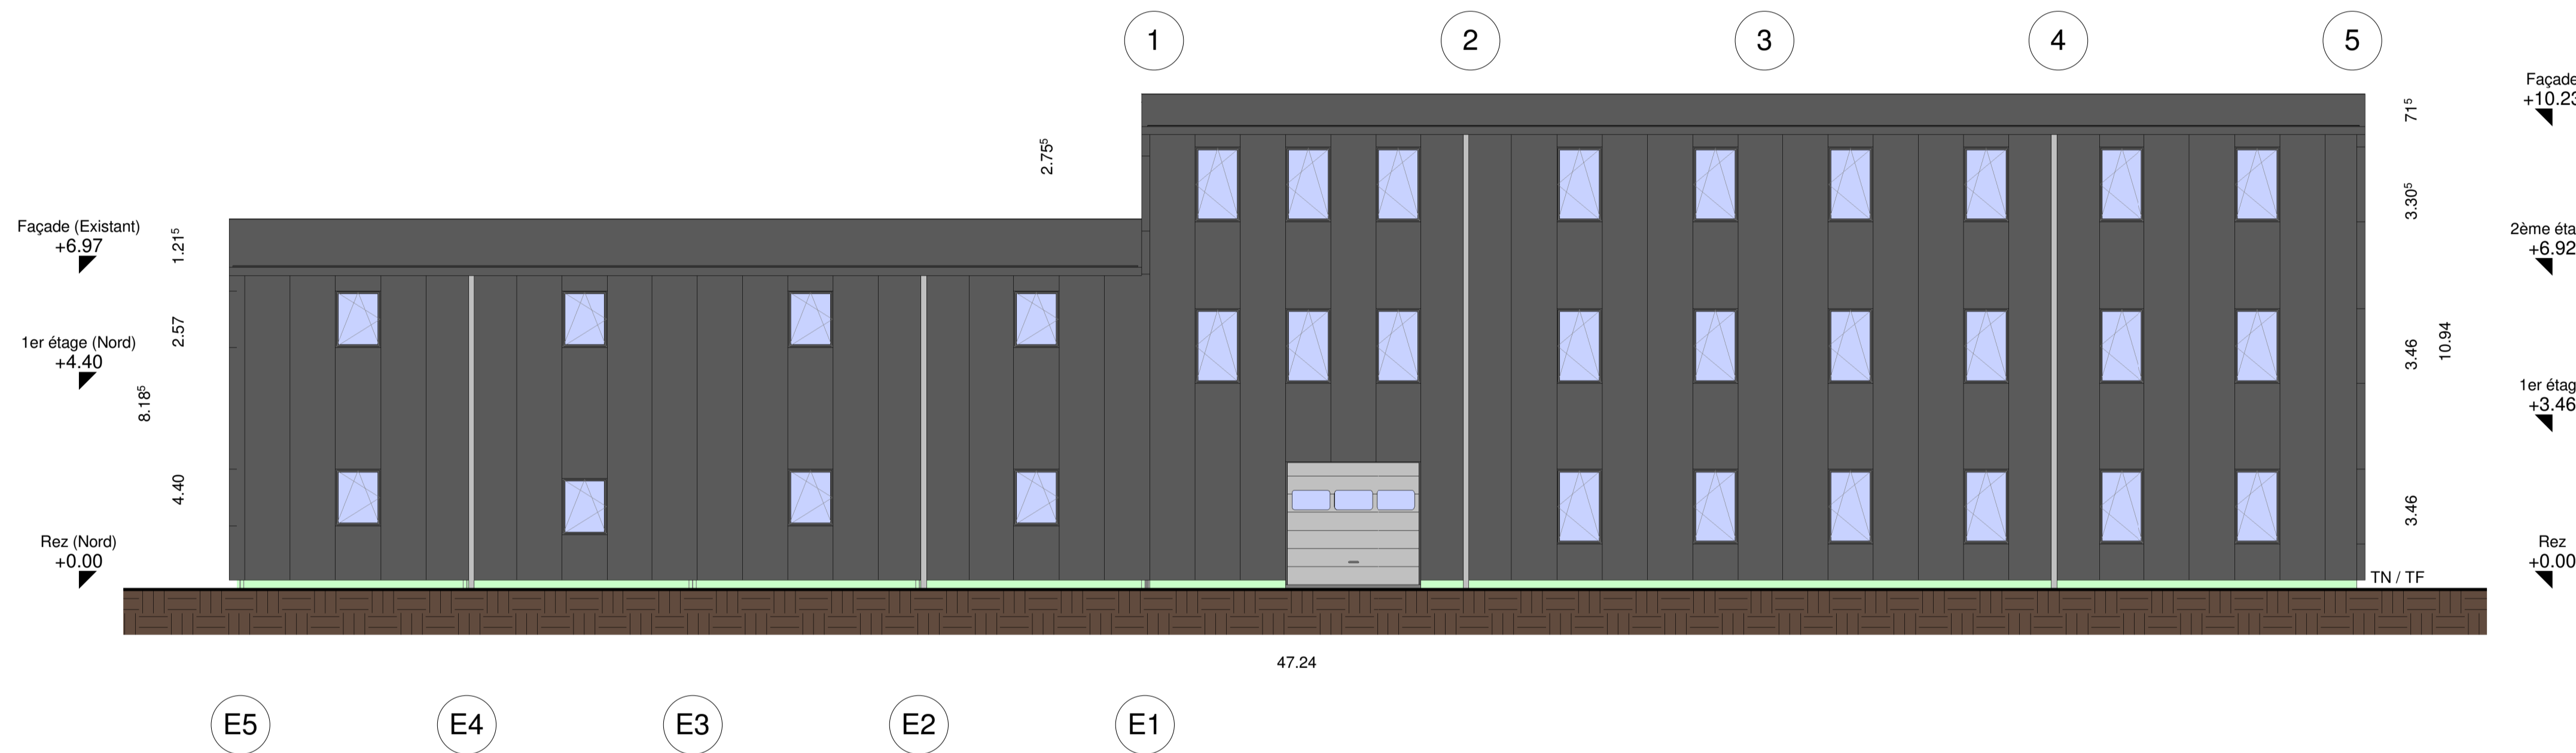 1
2
3
4
5
Façade
+10.23
71⁵
2.75⁵
3.30⁵
Façade (Existant)
+6.97
1.21⁵
2ème éta
+6.92
1er étage (Nord)
+4.40
2.57
3.46
10.94
8.18⁵
1er étag
+3.46
4.40
3.46
Rez (Nord)
+0.00
Rez
+0.00
TN / TF
47.24
E5
E4
E3
E2
E1